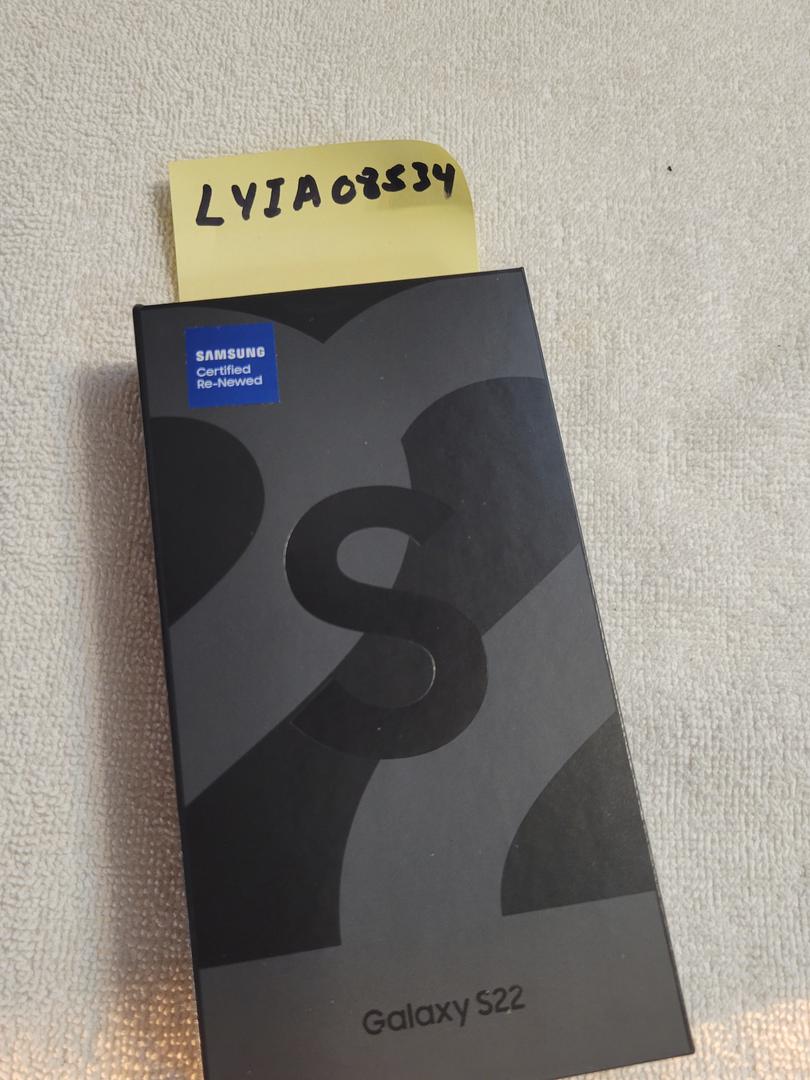 LYIA08534
SAMSUNG
Certified
Re-Newed
S
Galaxy S22